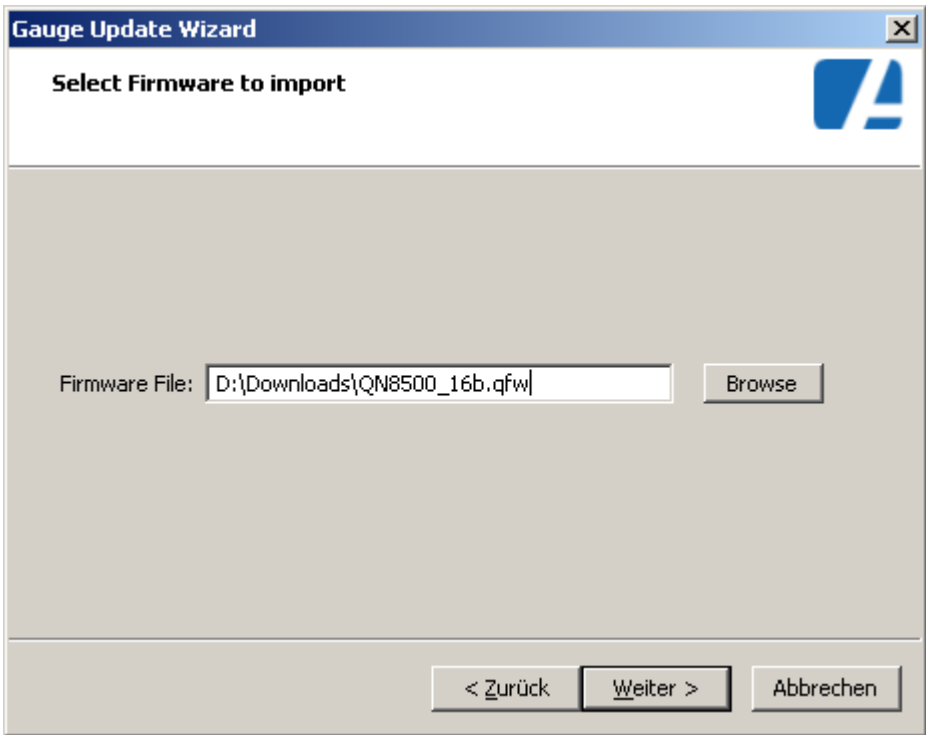 Gauge Update Wizard
Select Firmware to import
Firmware File: D:\Downloads\QN8500_16b.qfw Browse
< Zurück Weiter > Abbrechen